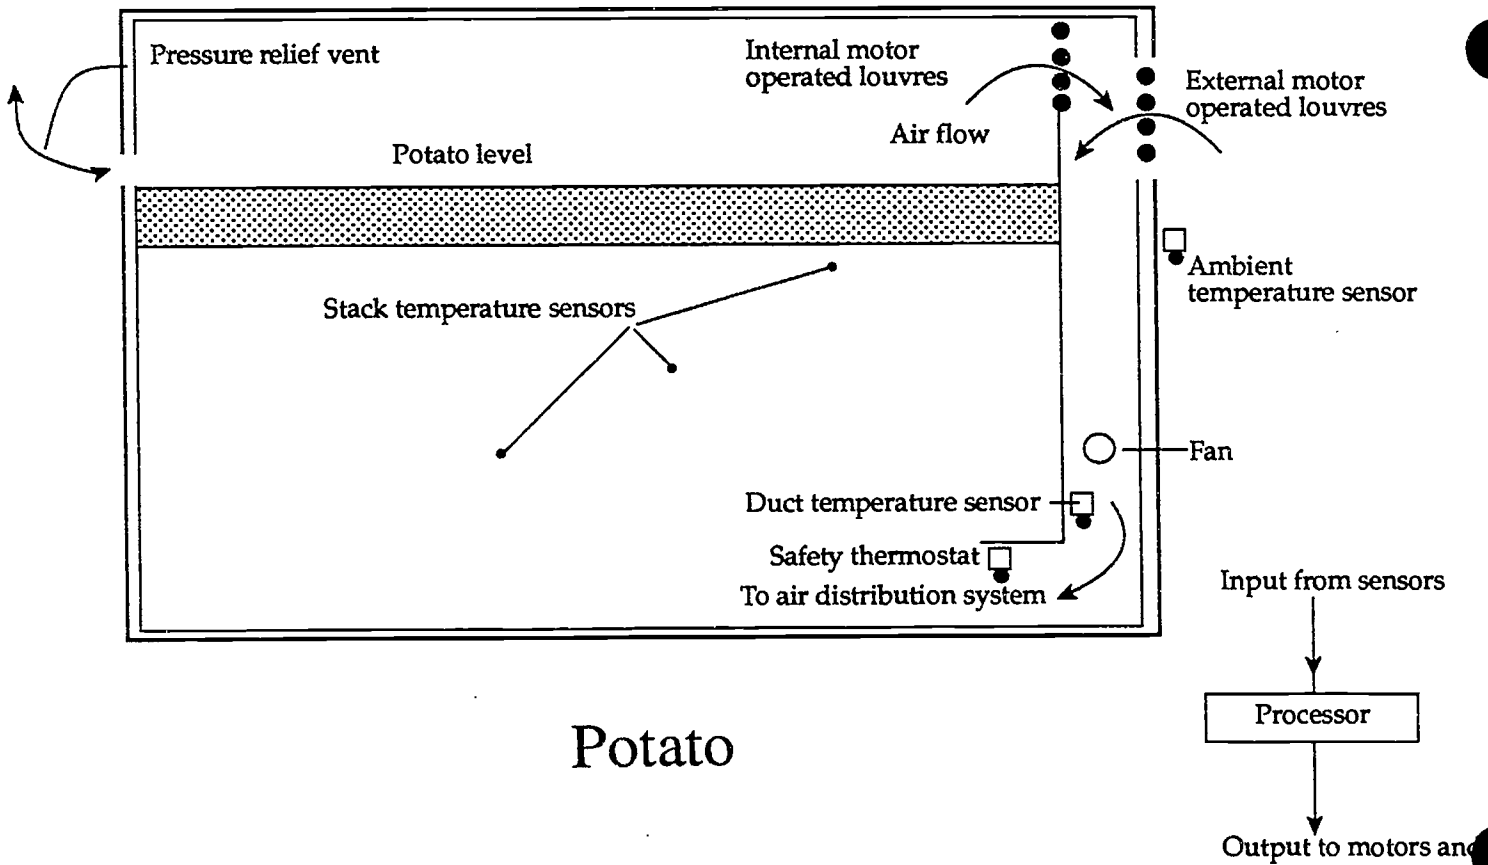 Pressure relief vent
Internal motor
operated louvres
External motor
operated louvres
Air flow
Potato level
Ambient
temperature sensor
Stack temperature sensors
Fan
Duct temperature sensor
Safety thermostat
To air distribution system
Input from sensors
Processor
Potato
Output to motors and